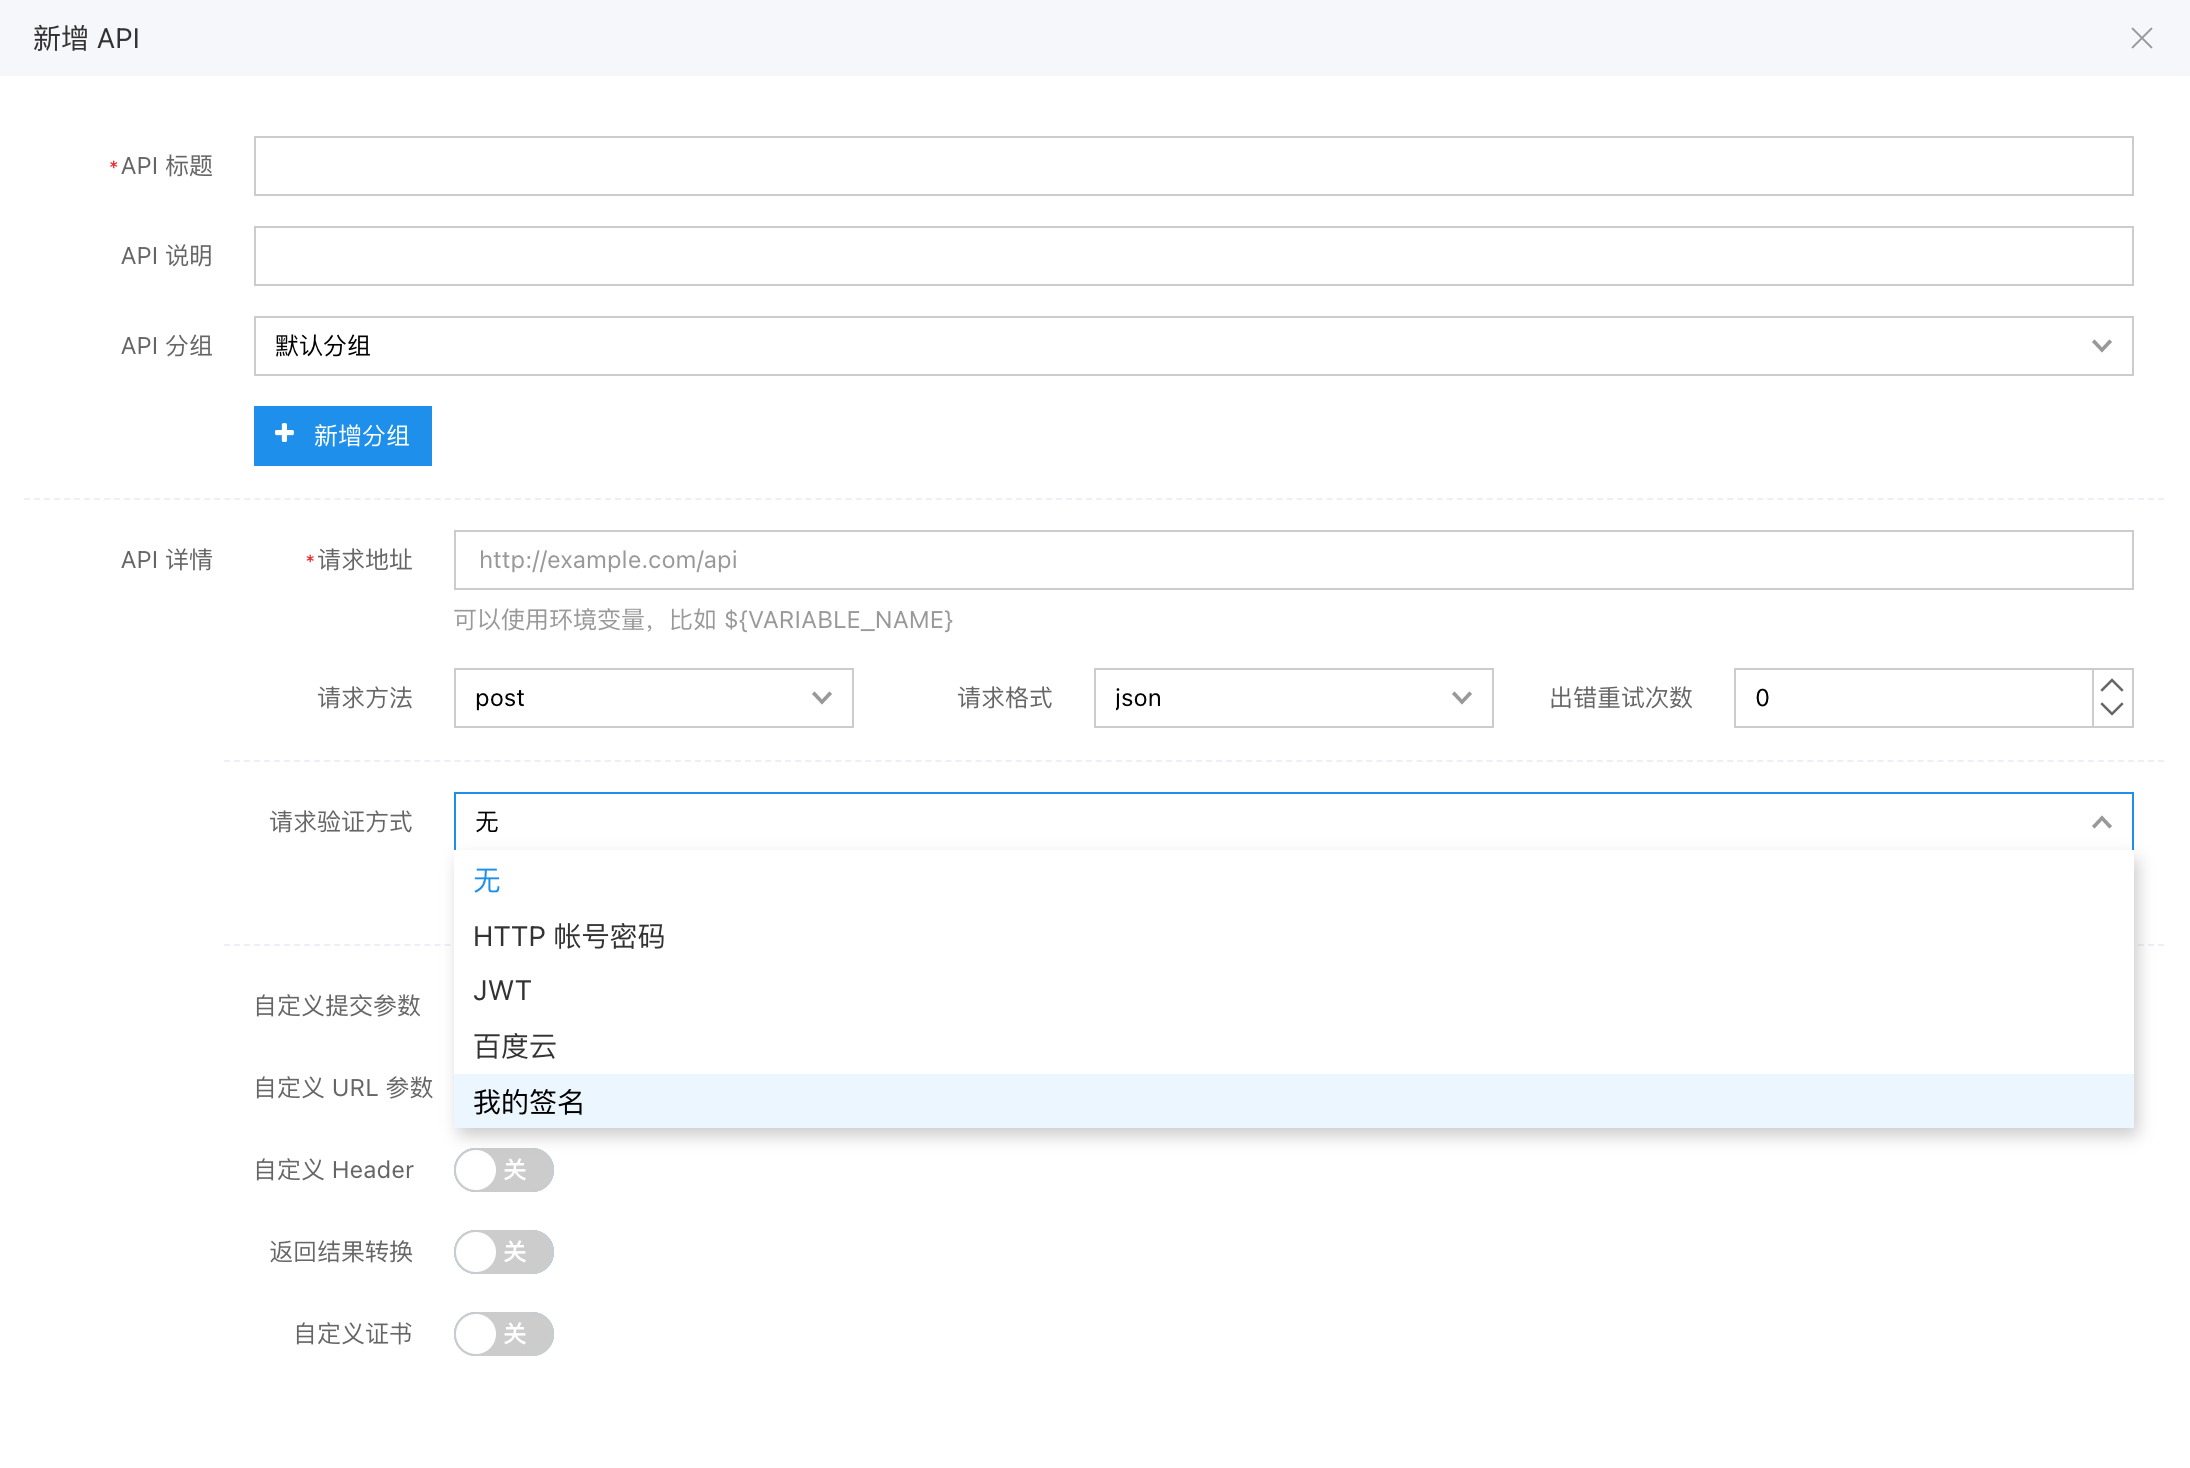 新增 API
*API 标题
API 说明
API 分组
默认分组
新增分组
API 详情
*请求地址
http://example.com/api
可以使用环境变量，比如 ${VARIABLE_NAME}
请求方法
post
请求格式
json
出错重试次数
0
请求验证方式
无
无
HTTP 帐号密码
JWT
百度云
我的签名
自定义提交参数
自定义 URL 参数
自定义 Header
关
返回结果转换
关
自定义证书
关